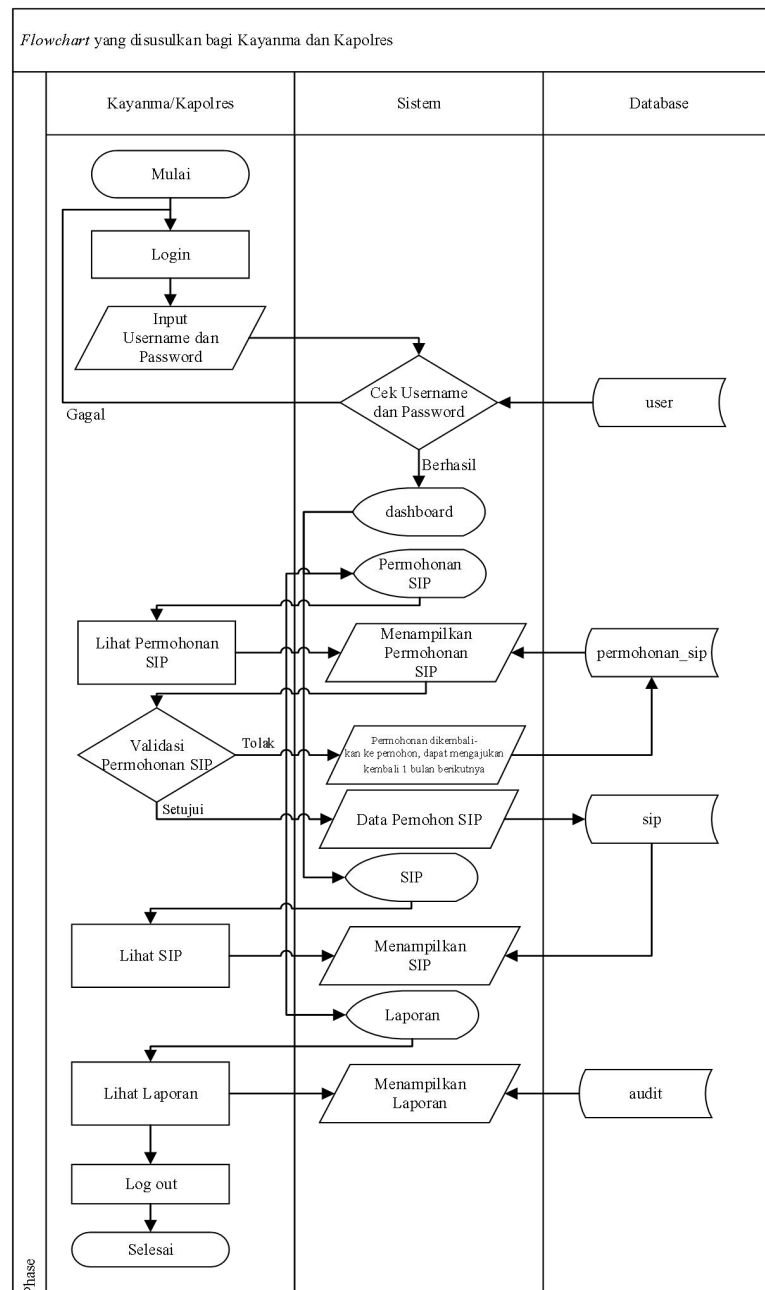 Flowchart yang disusulkan bagi Kayanma dan Kapolres
Kayanma/Kapolres
Sistem
Database
Mulai
Login
Input
Username dan
Password
Cek Username
dan Password
user
Gagal
Berhasil
dashboard
Permohonan
SIP
Lihat Permohonan
SIP
Menampilkan
Permohonan
SIP
permohonan_sip
Validasi
Permohonan SIP
Tolak
Permohonan dikembali-
kan ke pemohon, dapat mengajukan
kembali 1 bulan berikutnya
Setujui
Data Pemohon SIP
sip
SIP
Lihat SIP
Menampilkan
SIP
Laporan
Lihat Laporan
Menampilkan
Laporan
audit
Log out
Selesai
Phase